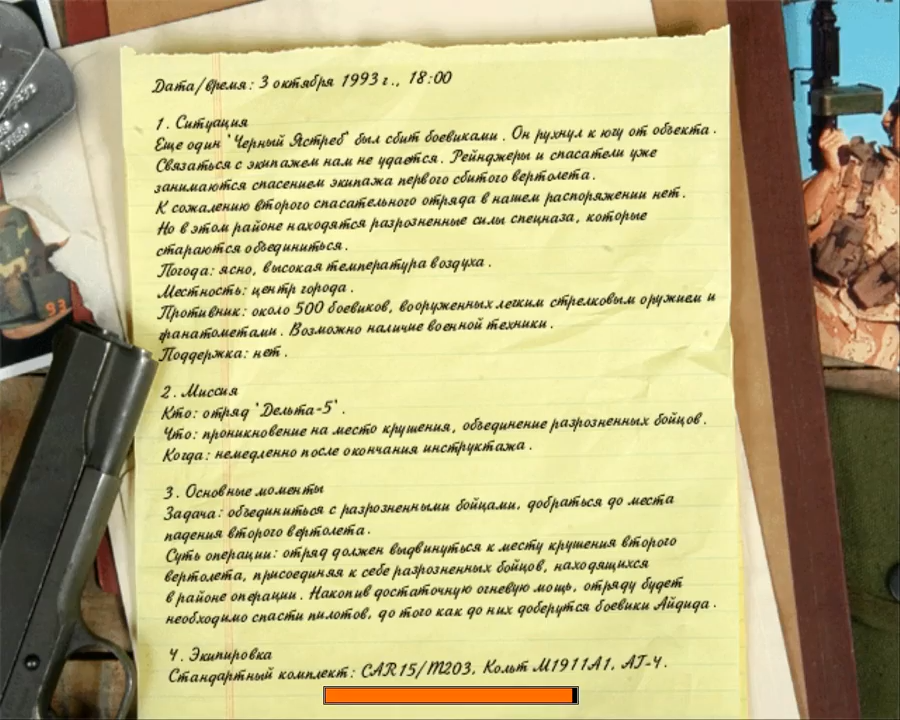 Дата/время: 3 октября 1993 г., 18:00
1. Ситуация
Еще один "Черный Ястреб" был сбит боевиками. Он рухнул к югу от объекта.
Связаться с экипажем нам не удается. Рейнджеры и спасатели уже
занимаются спасением экипажа первого сбитого вертолета.
К сожалению второго спасательного отряда в нашем распоряжении нет.
Но в этом районе находятся разрозненные силы спецназа, которые
стараются объединиться.
Погода: ясно, высокая температура воздуха.
Местность: центр города.
Противник: около 500 боевиков, вооруженных легким стрелковым оружием и
гранатометами. Возможно наличие военной техники.
Поддержка: нет.
2. Миссия
Кто: отряд "Дельта-5".
Что: проникновение на место крушения, объединение разрозненных бойцов.
Когда: немедленно после окончания инструктажа.
3. Основные моменты
Задача: объединиться с разрозненными бойцами, добраться до места
падения второго вертолета.
Суть операции: отряд должен выдвинуться к месту крушения второго
вертолета, присоединяя к себе разрозненных бойцов, находящихся
в районе операции. Накопив достаточную огневую мощь, отряду будет
необходимо спасти пилотов, до того как до них доберутся боевики Айдида.
4. Экипировка
Стандартный комплект: CAR15/M203, Кольт M1911A1, АГ-4.
93